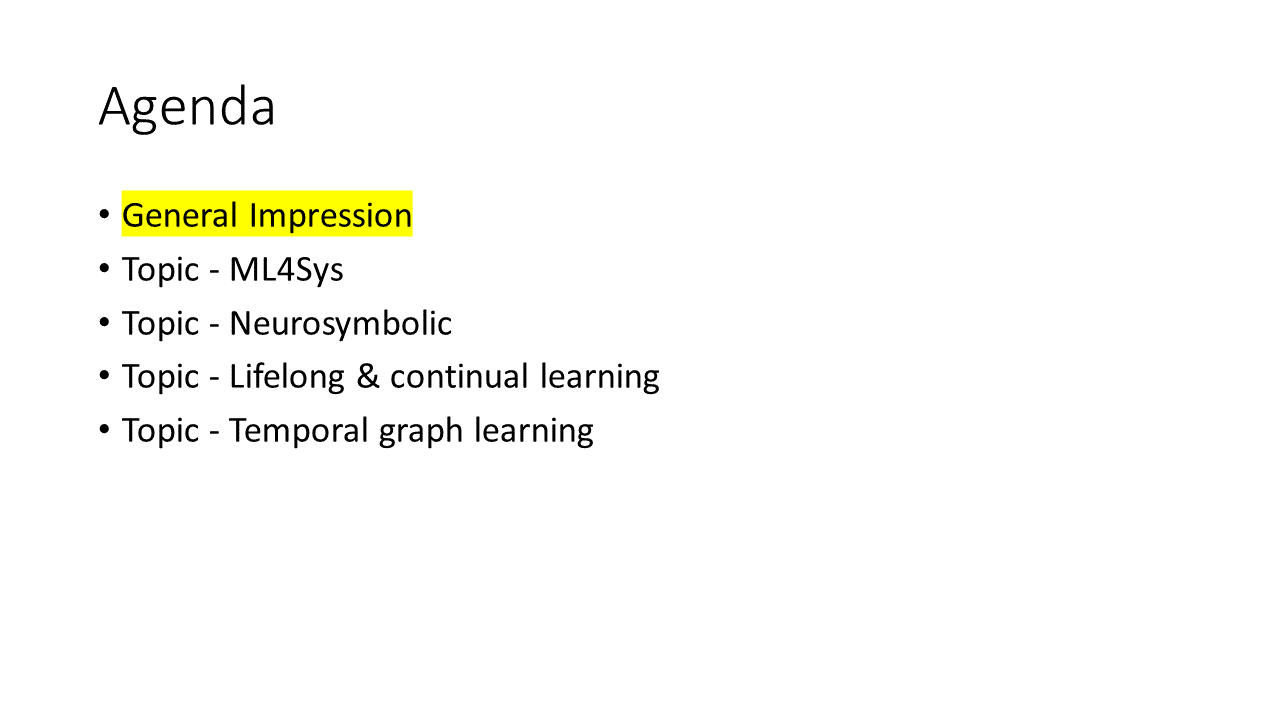 Agenda
• General Impression
• Topic - ML4Sys
• Topic - Neurosymbolic
• Topic - Lifelong & continual learning
• Topic - Temporal graph learning